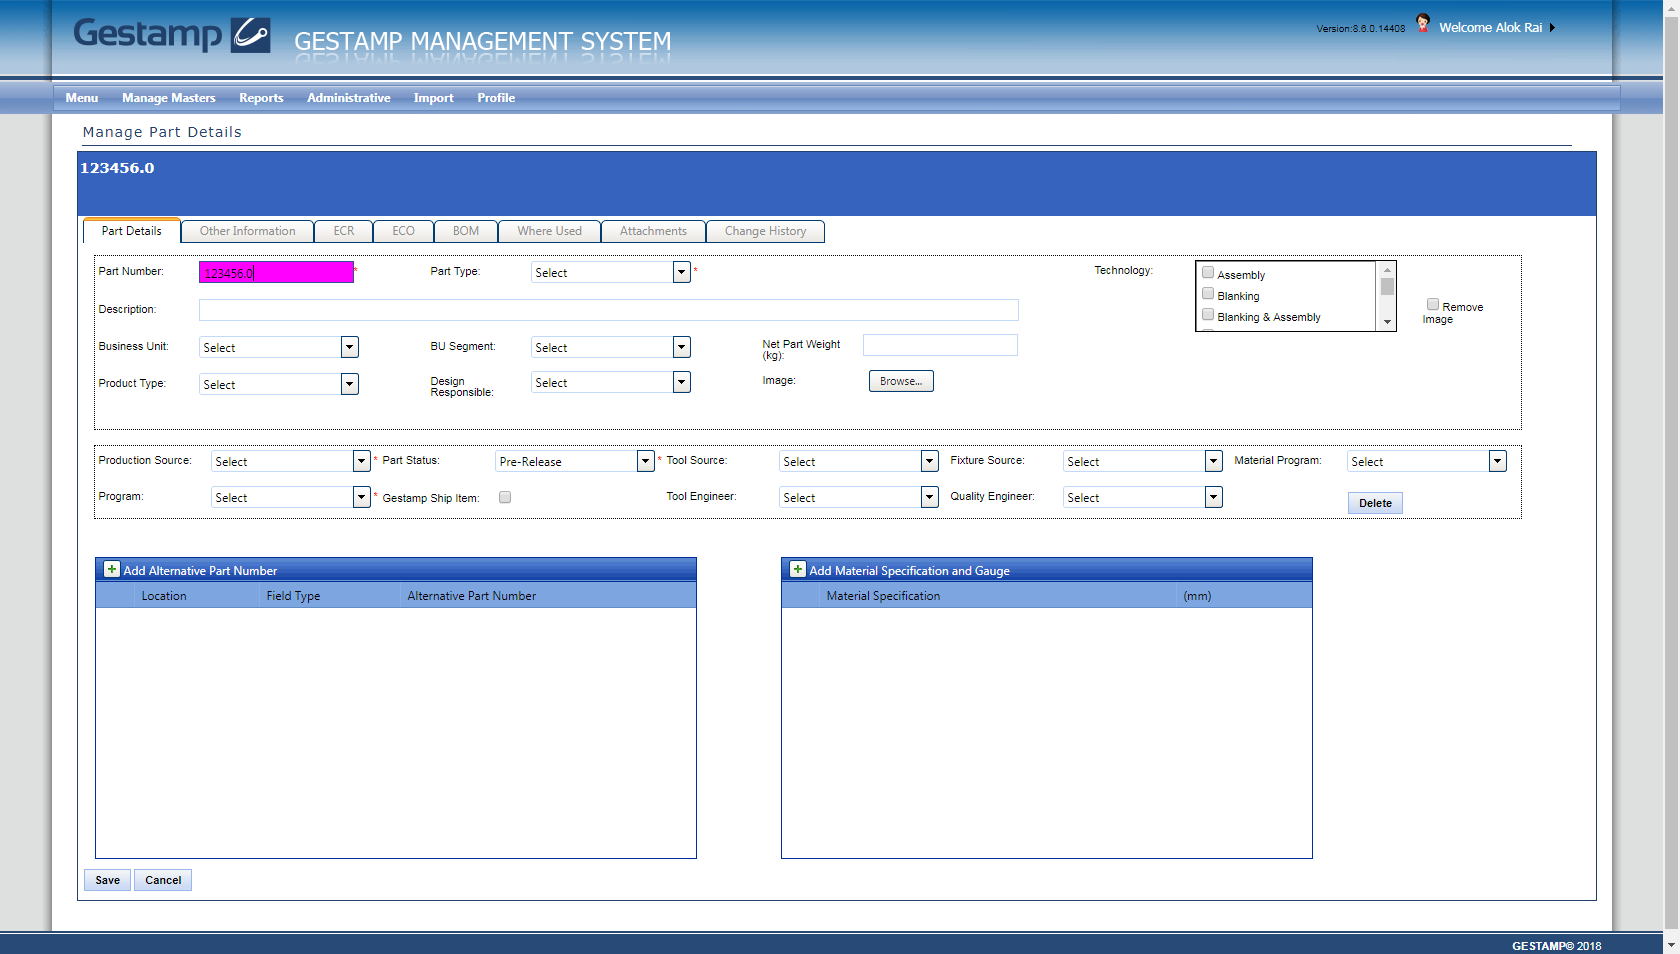 Gestamp
GESTAMP MANAGEMENT SYSTEM
Version:8.6.0.14408
Welcome Alok Rai
Menu Manage Masters Reports Administrative Import Profile
Manage Part Details
123456.0
Part Details Other Information ECR ECO BOM Where Used Attachments Change History
Part Number: 123456.0 * Part Type: Select * Technology: Assembly
Blanking
Blanking & Assembly
Remove Image
Description:
Business Unit: Select BU Segment: Select Net Part Weight (kg):
Product Type: Select Design Responsible: Select Image: Browse...
Production Source: Select * Part Status: Pre-Release * Tool Source: Select Fixture Source: Select Material Program: Select
Program: Select * Gestamp Ship Item: Tool Engineer: Select Quality Engineer: Select Delete
Add Alternative Part Number
Location Field Type Alternative Part Number
Add Material Specification and Gauge
Material Specification (mm)
Save Cancel
GESTAMP© 2018